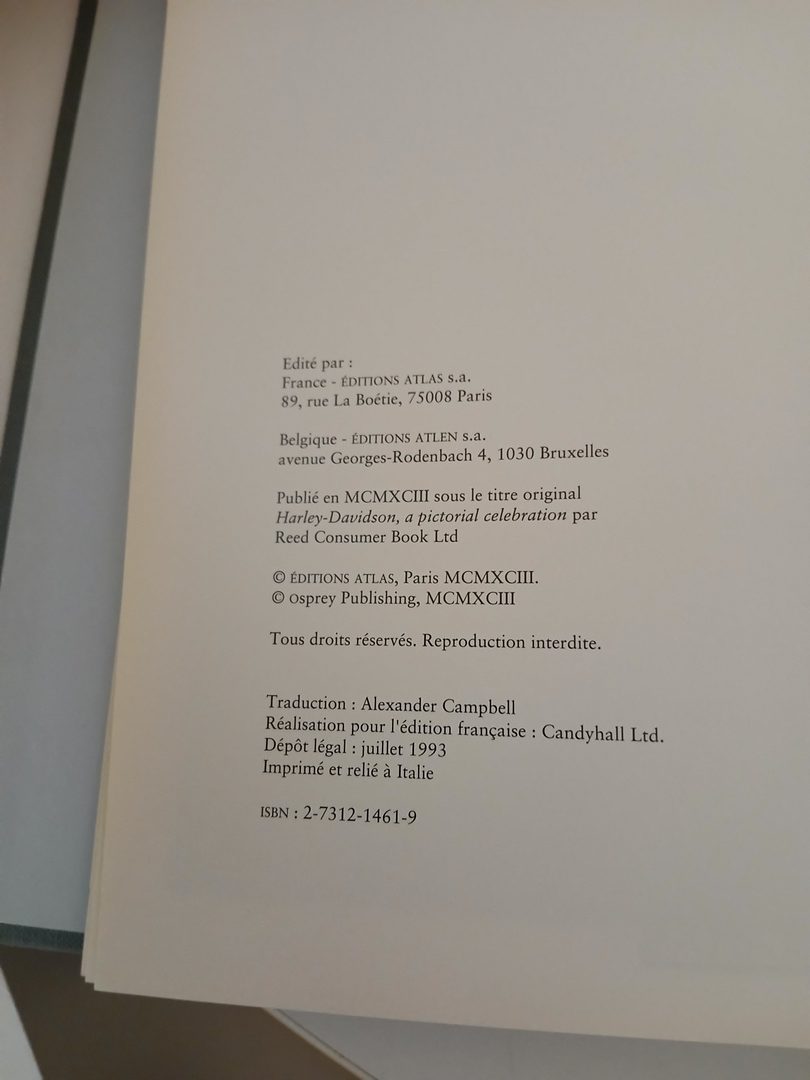 Edité par :
France - ÉDITIONS ATLAS s.a.
89, rue La Boétie, 75008 Paris
Belgique - ÉDITIONS ATLEN s.a.
avenue Georges-Rodenbach 4, 1030 Bruxelles
Publié en MCMXCIII sous le titre original
Harley-Davidson, a pictorial celebration par
Reed Consumer Book Ltd
© ÉDITIONS ATLAS, Paris MCMXCIII.
© Osprey Publishing, MCMXCIII
Tous droits réservés. Reproduction interdite.
Traduction : Alexander Campbell
Réalisation pour l'édition française : Candyhall Ltd.
Dépôt légal : juillet 1993
Imprimé et relié à Italie
ISBN : 2-7312-1461-9